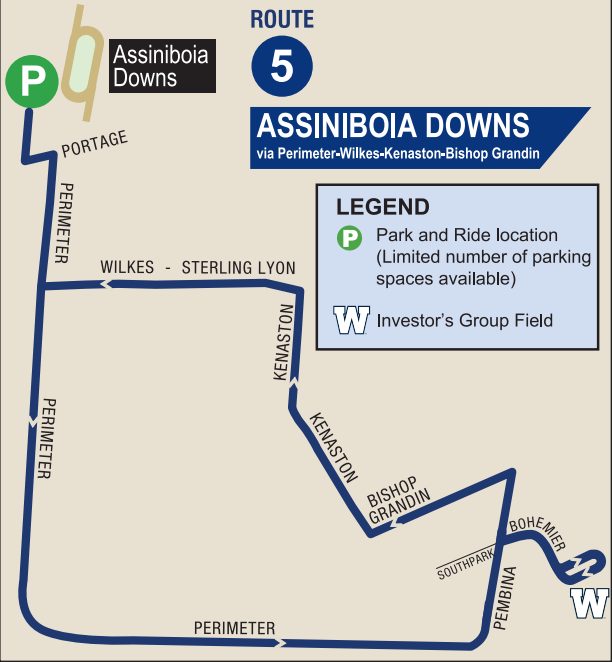 ROUTE
5
ASSINIBOIA DOWNS
via Perimeter-Wilkes-Kenaston-Bishop Grandin
P
Assiniboia
Downs
PORTAGE
PERIMETER
LEGEND
P Park and Ride location
(Limited number of parking
spaces available)
W Investor's Group Field
WILKES - STERLING LYON
KENASTON
PERIMETER
KENASTON
BISHOP
GRANDIN
BOHEMIER
SOUTHPARK
PEMBINA
W
PERIMETER